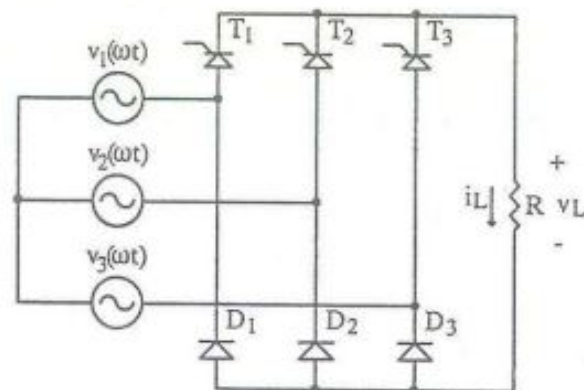 T1 T2 T3
v1(ωt)
v2(ωt)
+
iL R vL
-
v3(ωt)
D1 D2 D3